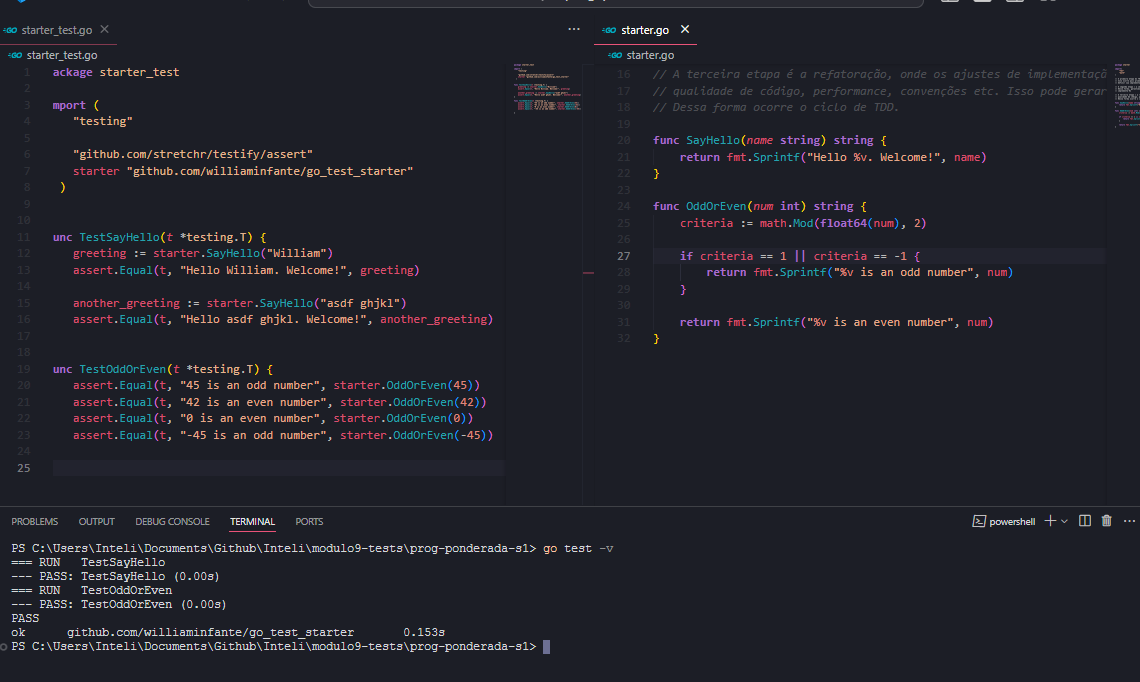 starter_test.go
starter_test.go
1 ackage starter_test
2
3 mport (
4 "testing"
5
6 "github.com/stretchr/testify/assert"
7 starter "github.com/williaminfante/go_test_starter"
8 )
9
10
11 unc TestSayHello(t *testing.T) {
12 greeting := starter.SayHello("William")
13 assert.Equal(t, "Hello William. Welcome!", greeting)
14
15 another_greeting := starter.SayHello("asdf ghjkl")
16 assert.Equal(t, "Hello asdf ghjkl. Welcome!", another_greeting)
17
18
19 unc TestOddOrEven(t *testing.T) {
20 assert.Equal(t, "45 is an odd number", starter.OddOrEven(45))
21 assert.Equal(t, "42 is an even number", starter.OddOrEven(42))
22 assert.Equal(t, "0 is an even number", starter.OddOrEven(0))
23 assert.Equal(t, "-45 is an odd number", starter.OddOrEven(-45))
24
25
starter.go
starter.go
16 // A terceira etapa é a refatoração, onde os ajustes de implementaçõ
17 // qualidade de código, performance, convenções etc. Isso pode gerar
18 // Dessa forma ocorre o ciclo de TDD.
19
20 func SayHello(name string) string {
21 return fmt.Sprintf("Hello %v. Welcome!", name)
22 }
23
24 func OddOrEven(num int) string {
25 criteria := math.Mod(float64(num), 2)
26
27 if criteria == 1 || criteria == -1 {
28 return fmt.Sprintf("%v is an odd number", num)
29 }
30
31 return fmt.Sprintf("%v is an even number", num)
32 }
PROBLEMS OUTPUT DEBUG CONSOLE TERMINAL PORTS powershell
PS C:\Users\Inteli\Documents\Github\Inteli\modulo9-tests\prog-ponderada-s1> go test -v
=== RUN TestSayHello
--- PASS: TestSayHello (0.00s)
=== RUN TestOddOrEven
--- PASS: TestOddOrEven (0.00s)
PASS
ok github.com/williaminfante/go_test_starter 0.153s
PS C:\Users\Inteli\Documents\Github\Inteli\modulo9-tests\prog-ponderada-s1>